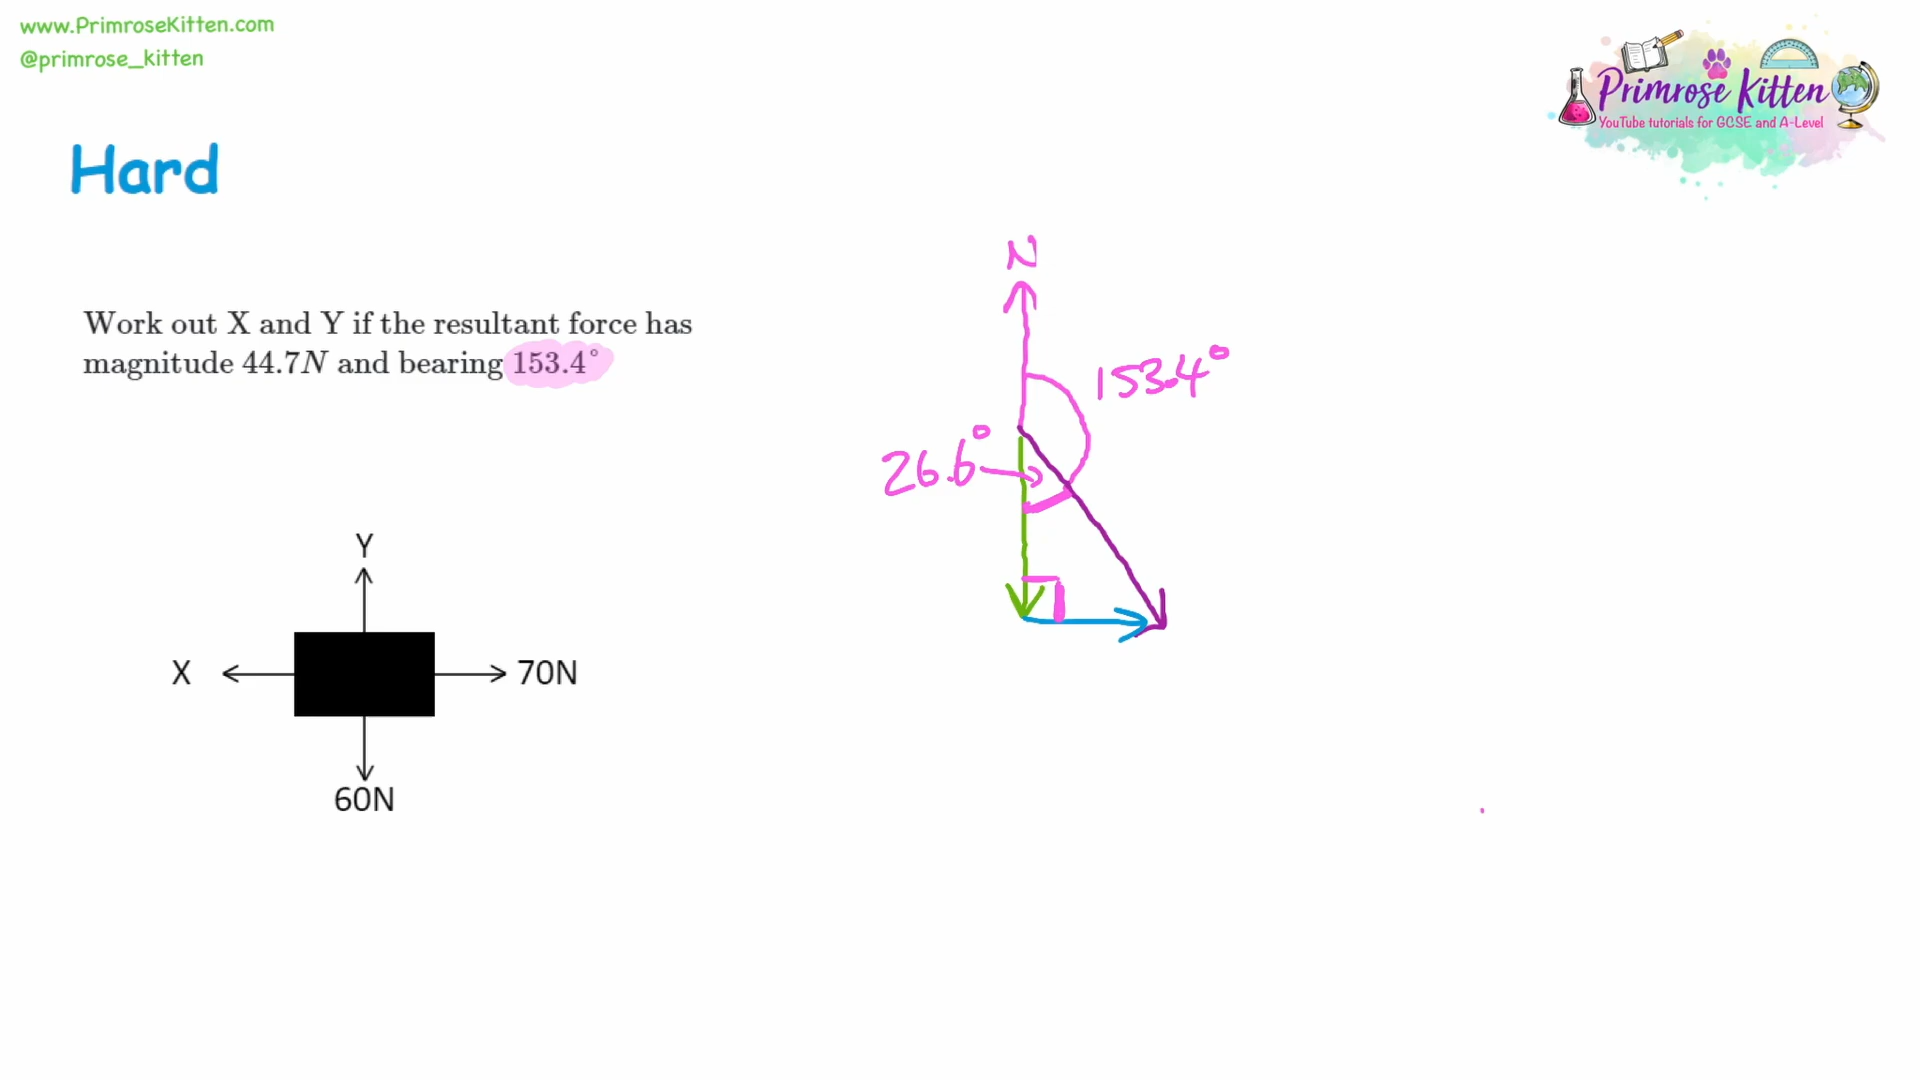 www.PrimroseKitten.com
@primrose_kitten
Primrose Kitten
YouTube tutorials for GCSE and A-Level
Hard
Work out X and Y if the resultant force has
magnitude 44.7N and bearing 153.4°
N
153.4°
26.6°
Y
X
70N
60N